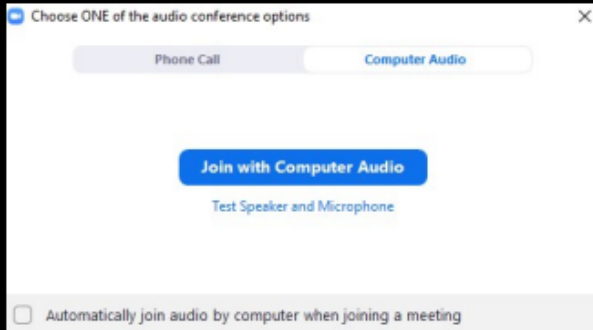 Choose ONE of the audio conference options
Phone Call
Computer Audio
Join with Computer Audio
Test Speaker and Microphone
Automatically join audio by computer when joining a meeting